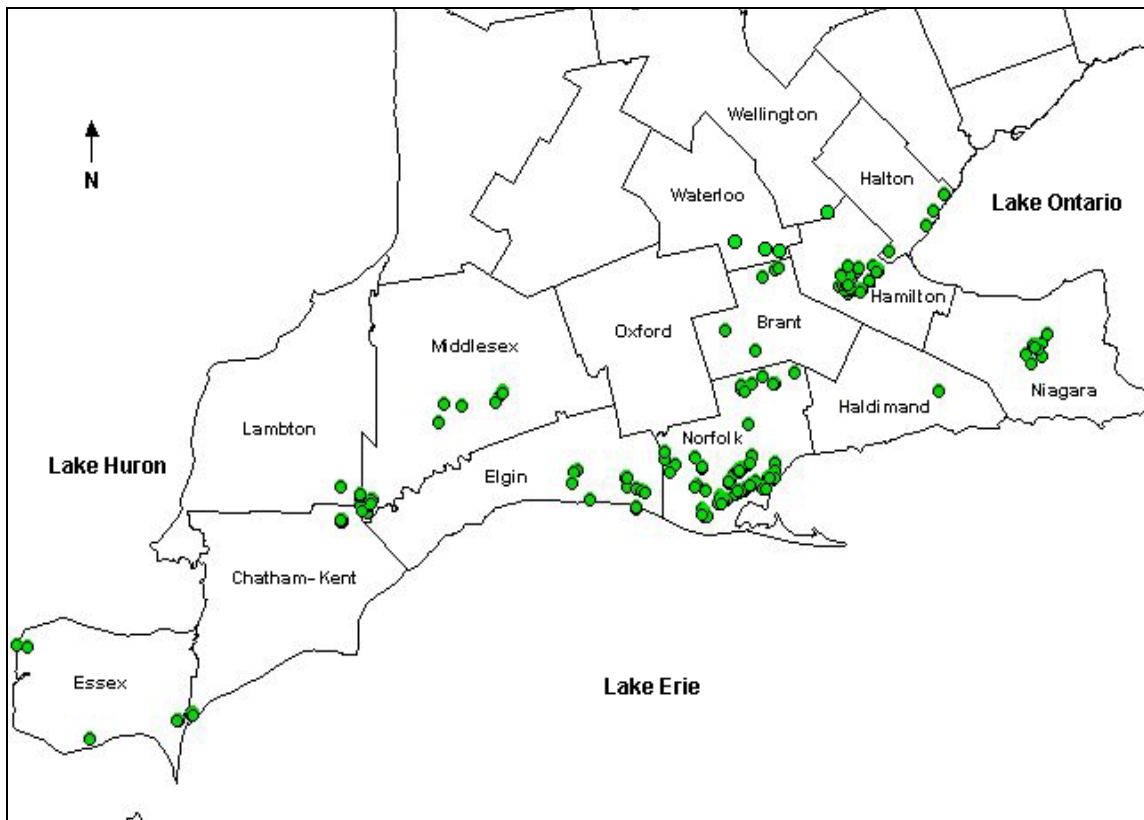 Wellington
N
Halton
Waterloo
Lake Ontario
Hamilton
Brant
Oxford
Middlesex
Niagara
Haldimand
Lambton
Norfolk
Lake Huron
Elgin
Chatham-Kent
Essex
Lake Erie